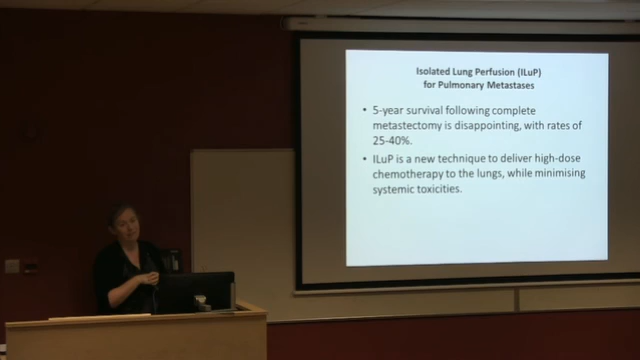 Isolated Lung Perfusion (ILuP)
for Pulmonary Metastases
• 5-year survival following complete
metastectomy is disappointing, with rates of
25-40%.
• ILuP is a new technique to deliver high-dose
chemotherapy to the lungs, while minimising
systemic toxicities.